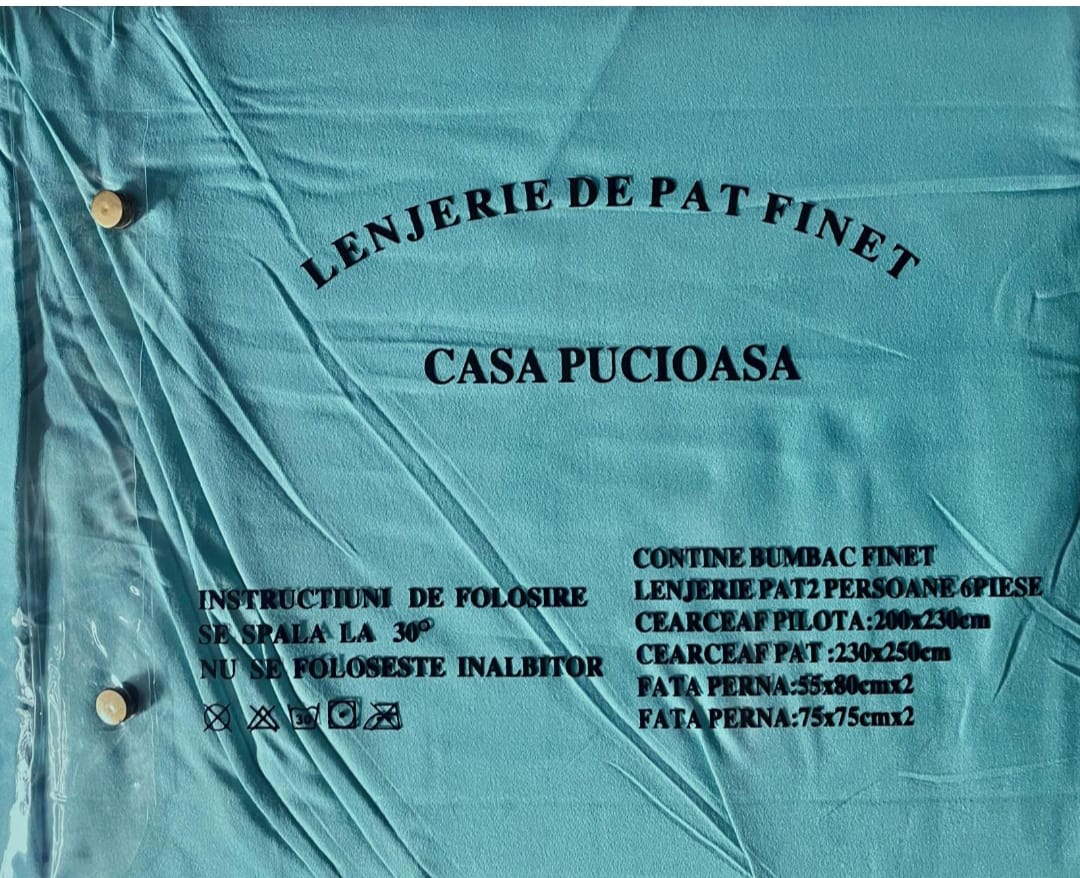 LENJERIE DE PAT FINET
CASA PUCIOASA
INSTRUCTIUNI DE FOLOSIRE
SE SPALA LA 30°
NU SE FOLOSESTE INALBITOR
30
CONTINE BUMBAC FINET
LENJERIE PAT2 PERSOANE 6PIESE
CEARCEAF PILOTA:200x230cm
CEARCEAF PAT :230x250cm
FATA PERNA:55x80cmx2
FATA PERNA:75x75cmx2